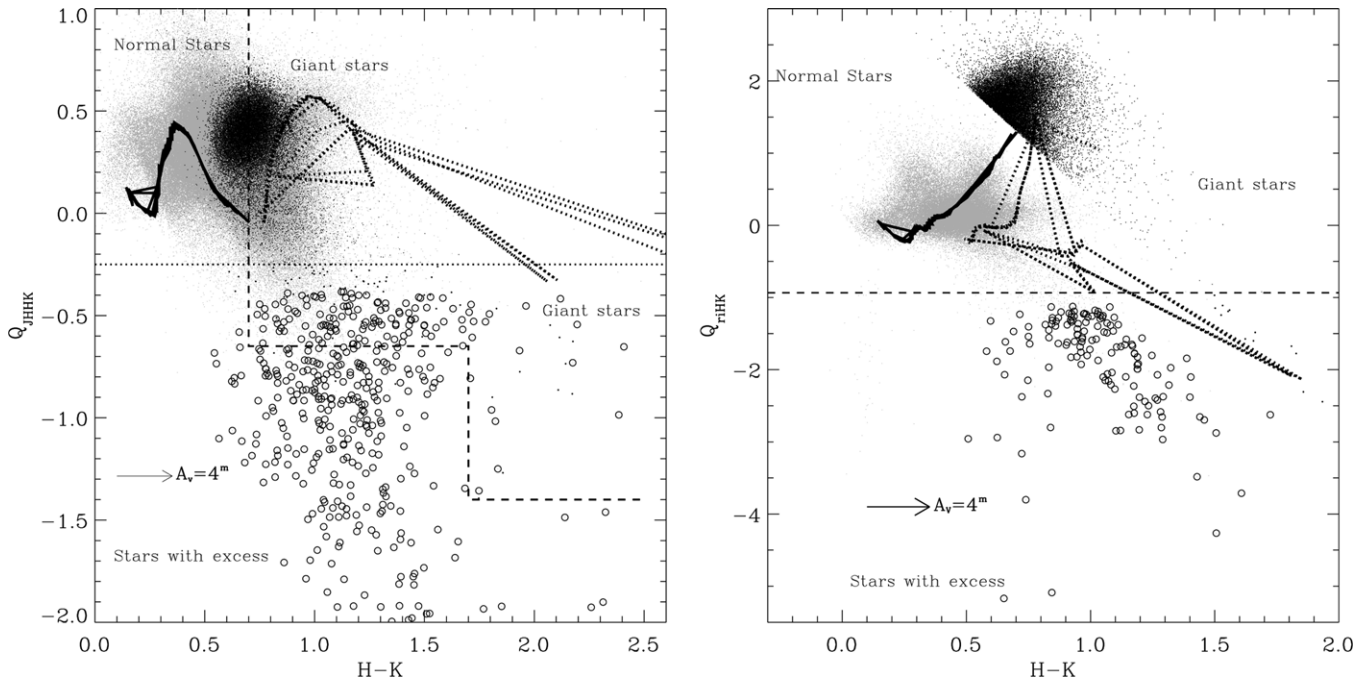 1.0
0.5
0.0
−0.5
−1.0
−1.5
−2.0
Q_JHHK
Normal Stars
Giant stars
Giant stars
A_v=4^m
Stars with excess
0.0 0.5 1.0 1.5 2.0 2.5
H−K
2
0
−2
−4
Q_riHK
Normal Stars
Giant stars
A_v=4^m
Stars with excess
0.0 0.5 1.0 1.5 2.0
H−K